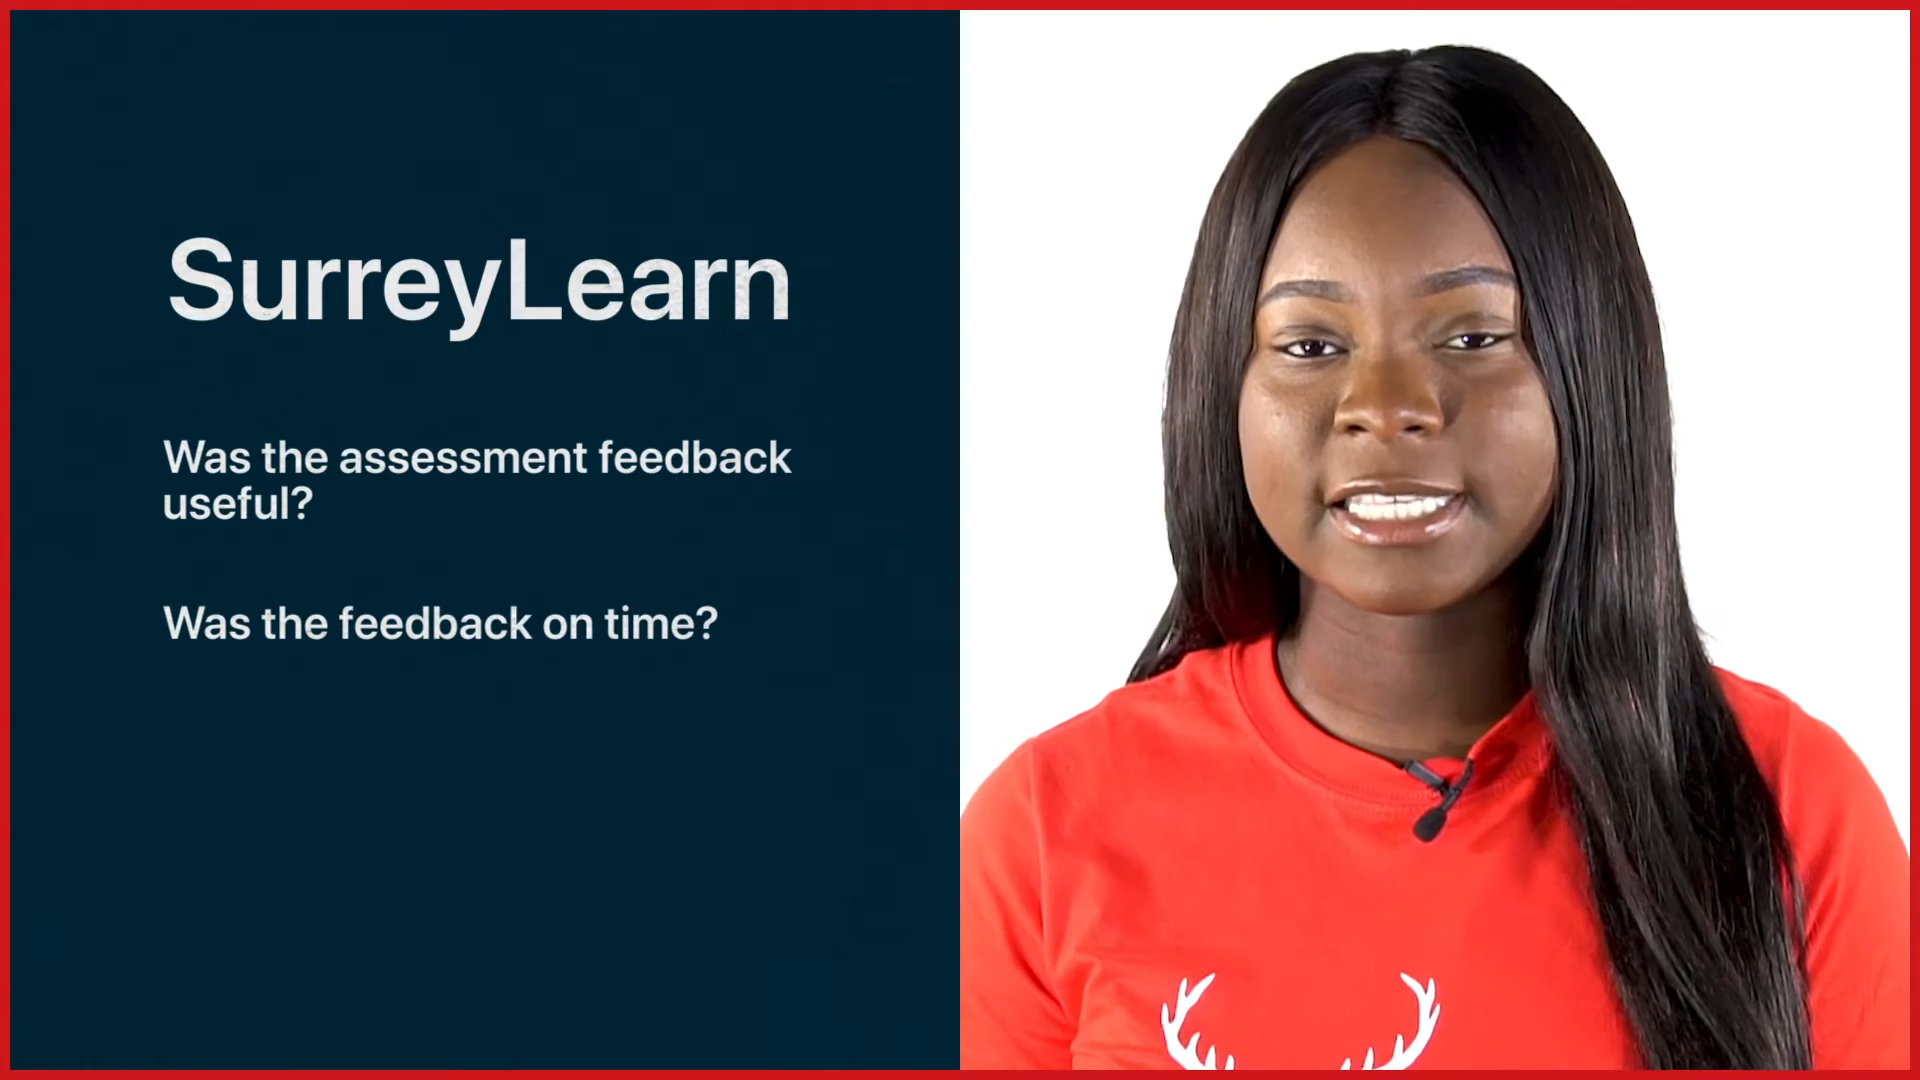 SurreyLearn
Was the assessment feedback
useful?
Was the feedback on time?